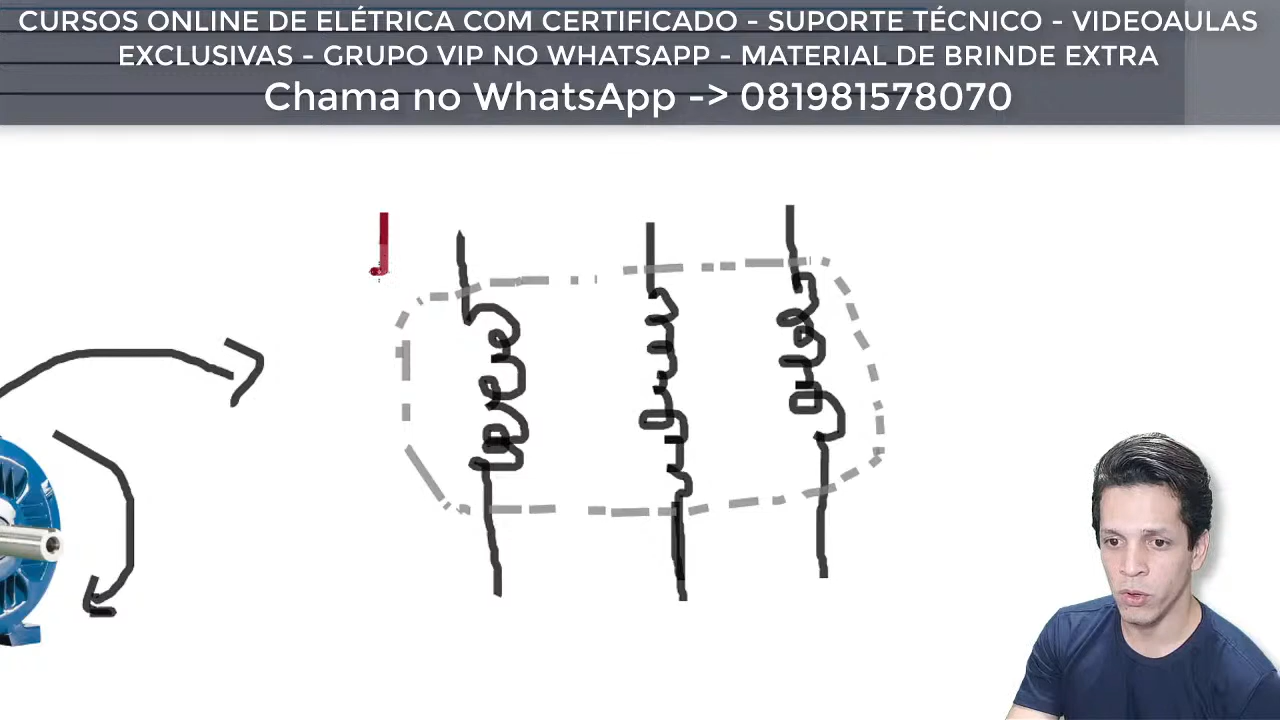 CURSOS ONLINE DE ELÉTRICA COM CERTIFICADO - SUPORTE TÉCNICO - VIDEOAULAS
EXCLUSIVAS - GRUPO VIP NO WHATSAPP - MATERIAL DE BRINDE EXTRA
Chama no WhatsApp -> 081981578070